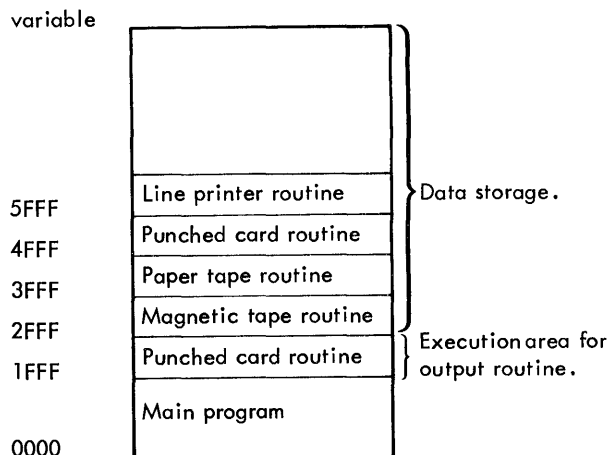 variable
Line printer routine
5FFF
Data storage.
Punched card routine
4FFF
Paper tape routine
3FFF
Magnetic tape routine
2FFF
Execution area for
output routine.
Punched card routine
1FFF
Main program
0000